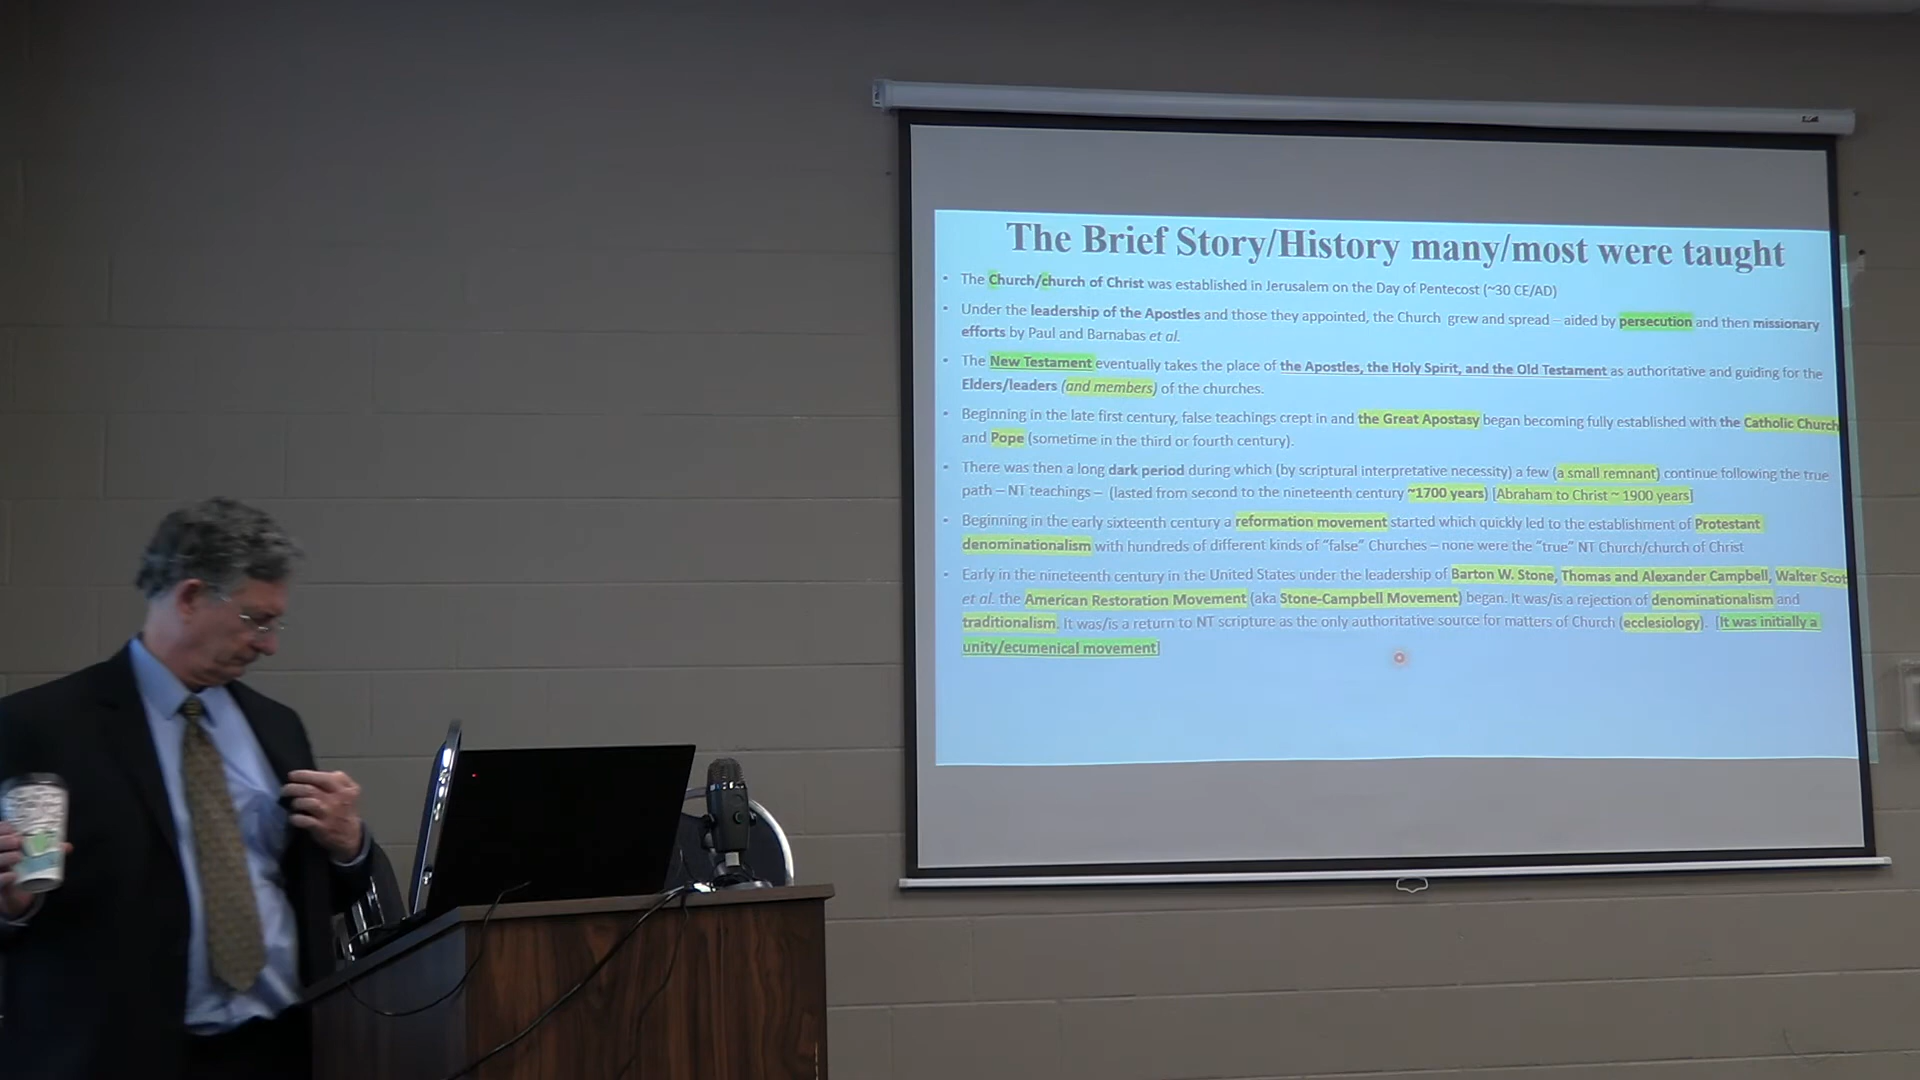 The Brief Story/History many/most were taught
• The Church/church of Christ was established in Jerusalem on the Day of Pentecost (~30 CE/AD)
• Under the leadership of the Apostles and those they appointed, the Church grew and spread – aided by persecution and then missionary
efforts by Paul and Barnabas et al.
• The New Testament eventually takes the place of the Apostles, the Holy Spirit, and the Old Testament as authoritative and guiding for the
Elders/leaders (and members) of the churches.
• Beginning in the late first century, false teachings crept in and the Great Apostasy began becoming fully established with the Catholic Church
and Pope (sometime in the third or fourth century).
• There was then a long dark period during which (by scriptural interpretative necessity) a few (a small remnant) continue following the true
path – NT teachings – (lasted from second to the nineteenth century ~1700 years) [Abraham to Christ ~ 1900 years]
• Beginning in the early sixteenth century a reformation movement started which quickly led to the establishment of Protestant
denominationalism with hundreds of different kinds of "false" Churches – none were the "true" NT Church/church of Christ
• Early in the nineteenth century in the United States under the leadership of Barton W. Stone, Thomas and Alexander Campbell, Walter Scot
et al. the American Restoration Movement (aka Stone-Campbell Movement) began. It was/is a rejection of denominationalism and
traditionalism. It was/is a return to NT scripture as the only authoritative source for matters of Church (ecclesiology). [It was initially a
unity/ecumenical movement]